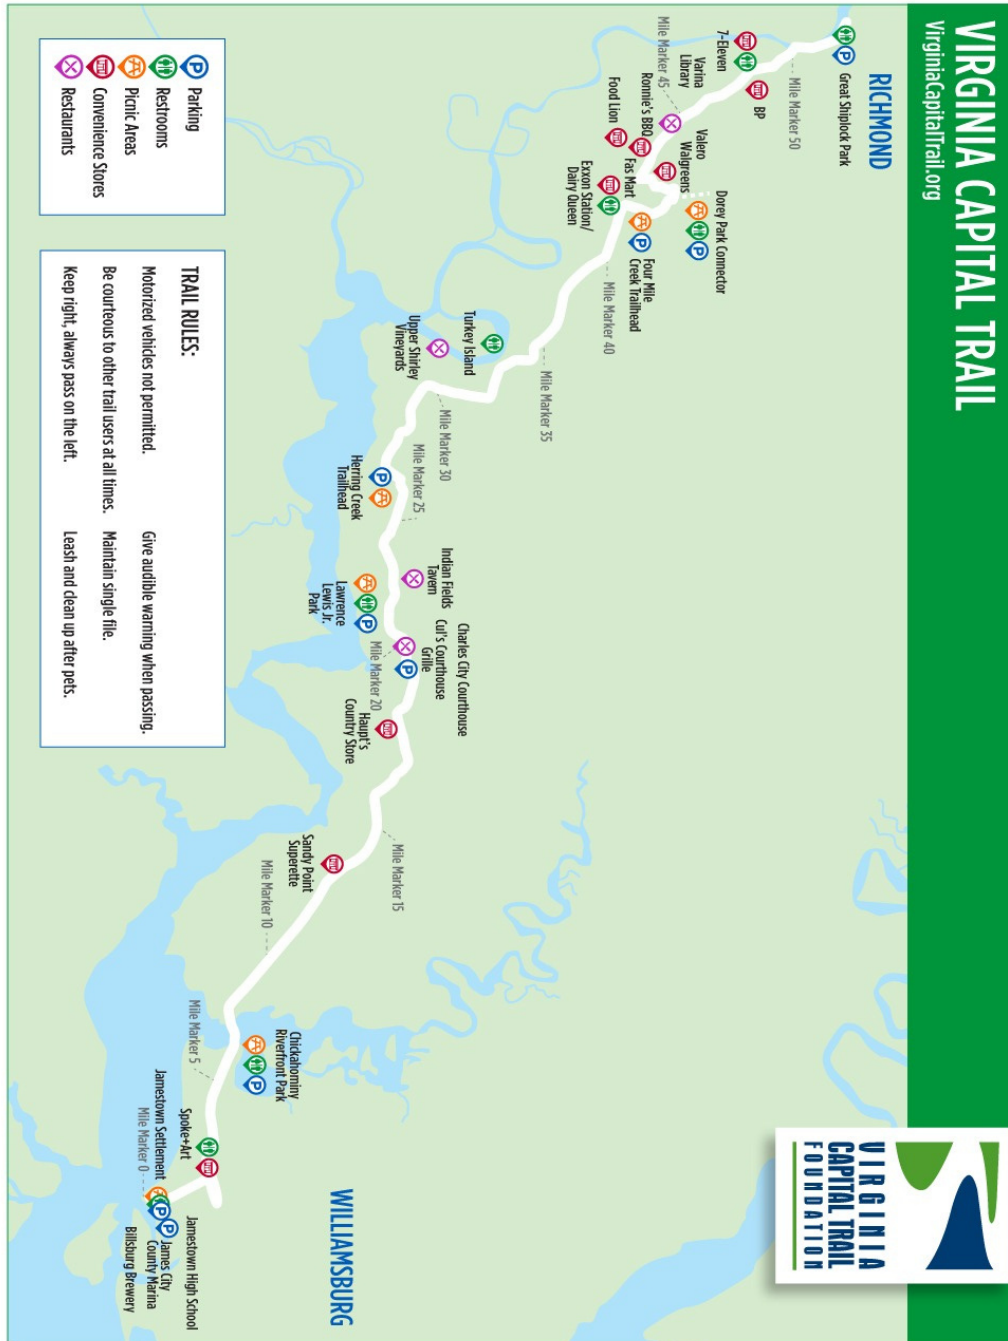 VIRGINIA CAPITAL TRAIL
VirginiaCapitalTrail.org
VIRGINIA
CAPITAL TRAIL
FOUNDATION
RICHMOND
Great Shiplock Park
P
Mile Marker 50
7-Eleven
BP
Varina
Library
Mile Marker 45
Ronnie's BBQ
Food Lion
Valero
Walgreens
Fas Mart
Exxon Station/
Dairy Queen
Dorey Park Connector
P
P
Four Mile
Creek Trailhead
Mile Marker 40
Mile Marker 35
Turkey Island
Upper Shirley
Vineyards
Mile Marker 30
Mile Marker 25
P
Herring Creek
Trailhead
Indian Fields
Tavern
P
Lawrence
Lewis Jr.
Park
Charles City Courthouse
Cul's Courthouse
Grille
P
Mile Marker 20
Haupt's
Country Store
Mile Marker 15
Sandy Point
Superette
Mile Marker 10
Chickahominy
Riverfront Park
P
Mile Marker 5
WILLIAMSBURG
Spoke+Art
Jamestown Settlement
Mile Marker 0
P
P
Jamestown High School
James City
County Marina
Billsburg Brewery
P
Parking
Restrooms
Picnic Areas
Convenience Stores
Restaurants
TRAIL RULES:
Motorized vehicles not permitted.
Be courteous to other trail users at all times.
Keep right, always pass on the left.
Give audible warning when passing.
Maintain single file.
Leash and clean up after pets.